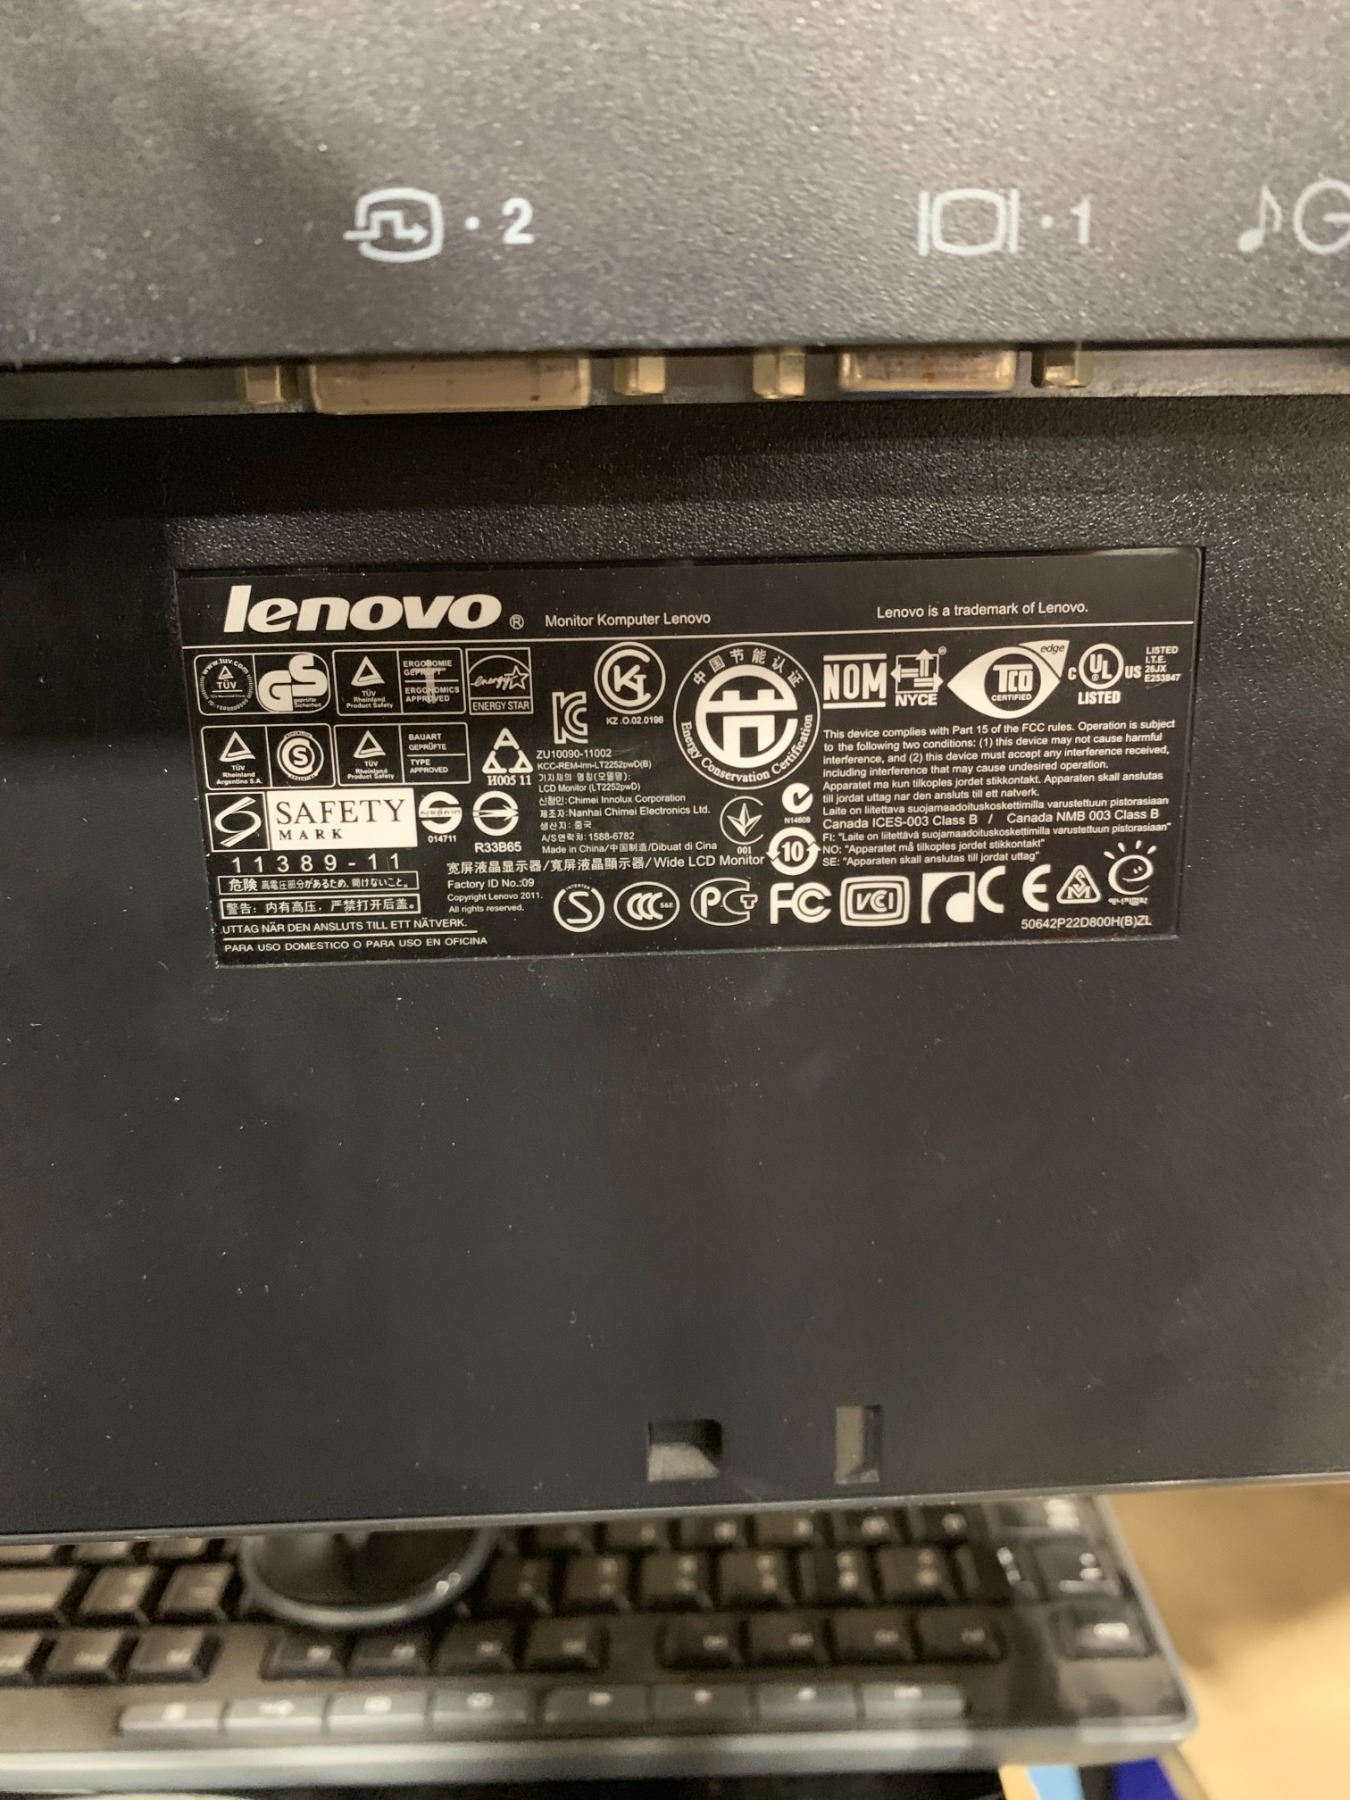 2
1
lenovo®
Monitor Komputer Lenovo
Lenovo is a trademark of Lenovo.
www.tuv.com
TÜV
GS
geprüfte Sicherheit
TÜV
Rheinland
Product Safety
ERGONOMIE
GEPRÜFT
ERGONOMICS
APPROVED
energy
ENERGY STAR
KZ .O.02.0198
中国节能认证
Energy Conservation Certification
NOM
NYCE
TCO
CERTIFIED
edge
C UL US
LISTED
LISTED
I.T.E.
26JX
E253847
TÜV
Rheinland
Argentina S.A.
S
TÜV
Rheinland
Product Safety
BAUART
GEPRÜFTE
TYPE
APPROVED
H005 11
ZU10090-11002
KCC-REM-Inn-LT2252pwD(B)
기자재의 명칭(모델명):
LCD Monitor (LT2252pwD)
신청인:Chimei Innolux Corporation
제조자:Nanhai Chimei Electronics Ltd.
생산지: 중국
A/S연락처: 1588-6782
Made in China/中国制造/Dibuat di Cina
SAFETY
MARK
11389-11
014711
R33B65
001
N14608
10
宽屏液晶显示器/寬屏液晶顯示器/Wide LCD Monitor
Factory ID No.:09
Copyright Lenovo 2011.
All rights reserved.
This device complies with Part 15 of the FCC rules. Operation is subject
to the following two conditions: (1) this device may not cause harmful
interference, and (2) this device must accept any interference received,
including interference that may cause undesired operation.
Apparatet må kun tilkoples jordet stikkontakt. Apparaten skall anslutas
till jordat uttag när den ansluts till ett nätverk.
Laite on liitettävä suojamaadoituskoskettimilla varustettuun pistorasiaan
Canada ICES-003 Class B / Canada NMB 003 Class B
FI: "Laite on liitettävä suojamaadoituskoskettimilla varustettuun pistorasiaan"
NO: "Apparatet må tilkoples jordet stikkontakt"
SE: "Apparaten skall anslutas till jordat uttag"
危険 高電圧部分があるため、開けないこと。
警告: 内有高压，严禁打开后盖。
UTTAG NÄR DEN ANSLUTS TILL ETT NÄTVERK.
PARA USO DOMESTICO O PARA USO EN OFICINA
S
CCC S&E
FC
VCI
CE
50642P22D800H(B)ZL